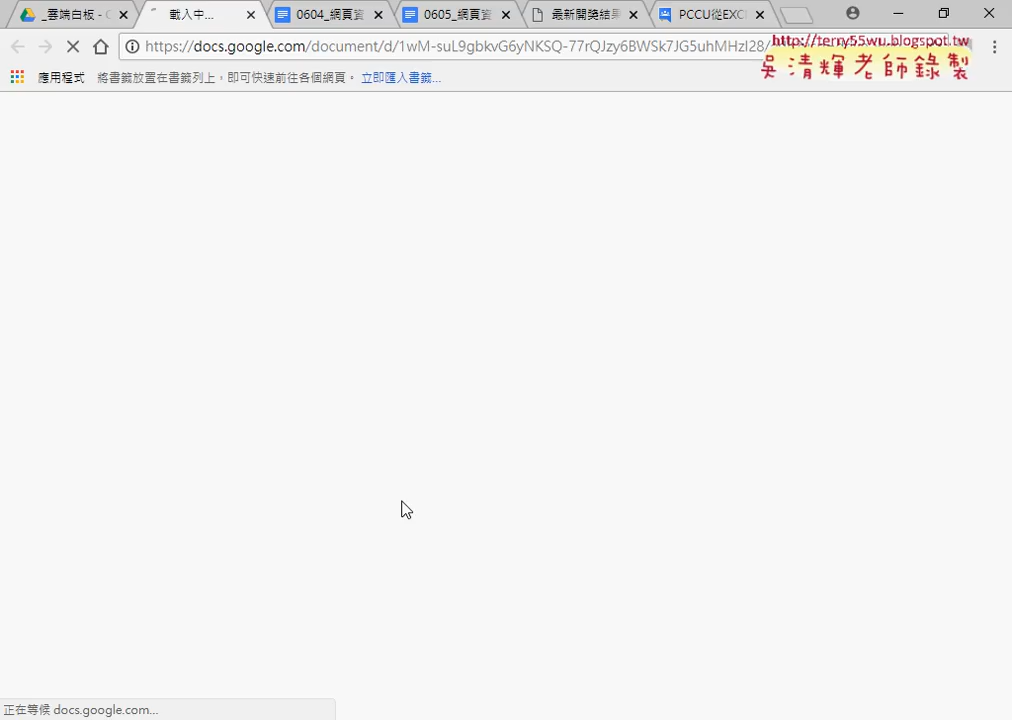 _雲端白板 - G
載入中...
0604_網頁資
0605_網頁資
最新開獎結果
PCCU從EXC
https://docs.google.com/document/d/1wM-suL9gbkvG6yNKSQ-77rQJzy6BWSk7JG5uhMHzI28/
http://terry55wu.blogspot.tw
吳清輝老師錄製
應用程式 將書籤放置在書籤列上，即可快速前往各個網頁。 立即匯入書籤...
正在等候 docs.google.com...